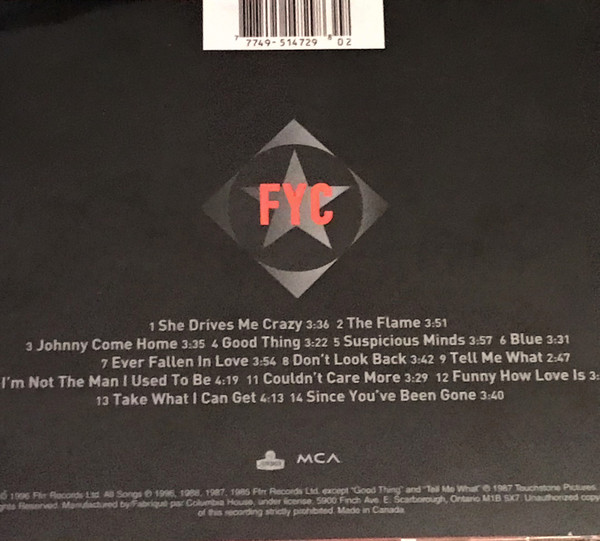 7 7749-514729 8 02
FYC
1 She Drives Me Crazy 3:36 2 The Flame 3:51
3 Johnny Come Home 3:35 4 Good Thing 3:22 5 Suspicious Minds 3:57 6 Blue 3:31
7 Ever Fallen In Love 3:54 8 Don't Look Back 3:42 9 Tell Me What 2:47
I'm Not The Man I Used To Be 4:19 11 Couldn't Care More 3:29 12 Funny How Love Is 3:
13 Take What I Can Get 4:13 14 Since You've Been Gone 3:40
MCA
1996 Ffrr Records Ltd. All Songs ℗ 1996, 1988, 1987, 1985 Ffrr Records Ltd. except "Good Thing" and "Tell Me What" ℗ 1987 Touchstone Pictures.
Rights Reserved. Manufactured by/Fabriqué par Columbia House, under license, 5900 Finch Ave. E. Scarborough, Ontario M1B 5X7. Unauthorized copy
of this recording strictly prohibited. Made in Canada.